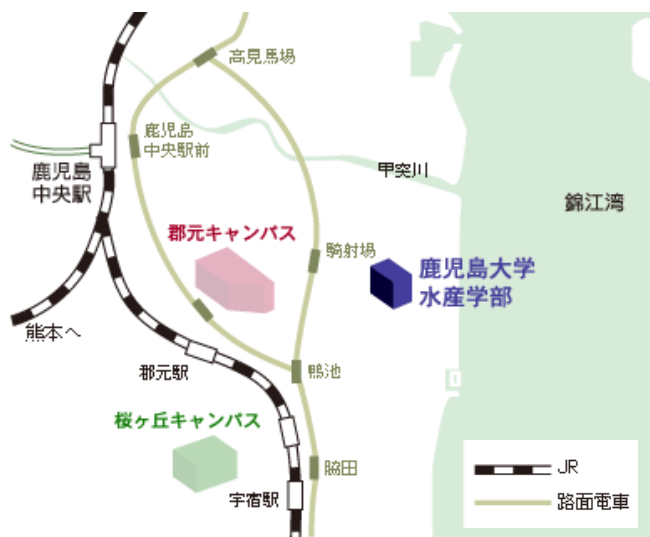 高見馬場
鹿児島
中央駅前
鹿児島
中央駅
甲突川
錦江湾
郡元キャンパス
騎射場
鹿児島大学
水産学部
熊本へ
郡元駅
鴨池
桜ヶ丘キャンパス
脇田
宇宿駅
JR
路面電車